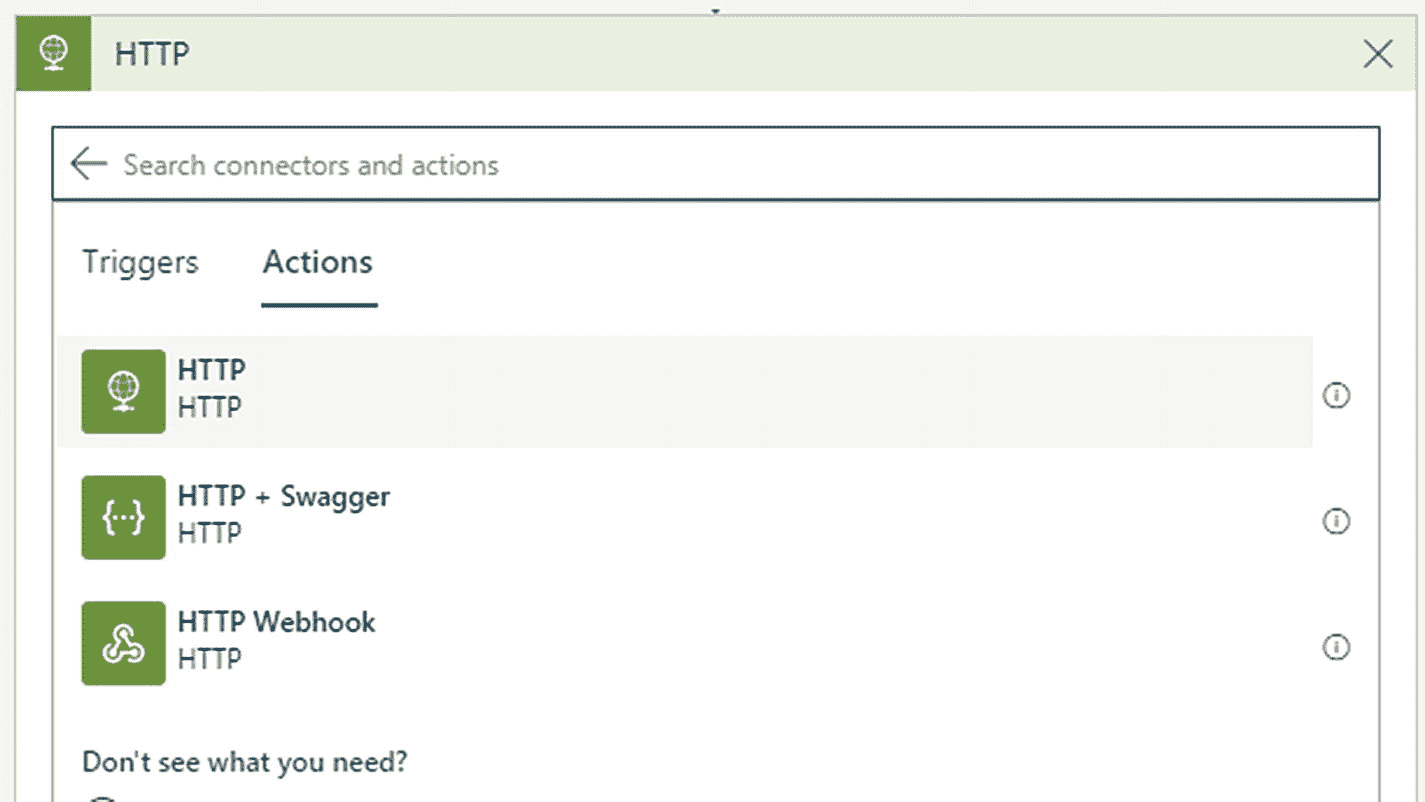 HTTP
Search connectors and actions
Triggers Actions
HTTP
HTTP
HTTP + Swagger
HTTP
HTTP Webhook
HTTP
Don't see what you need?